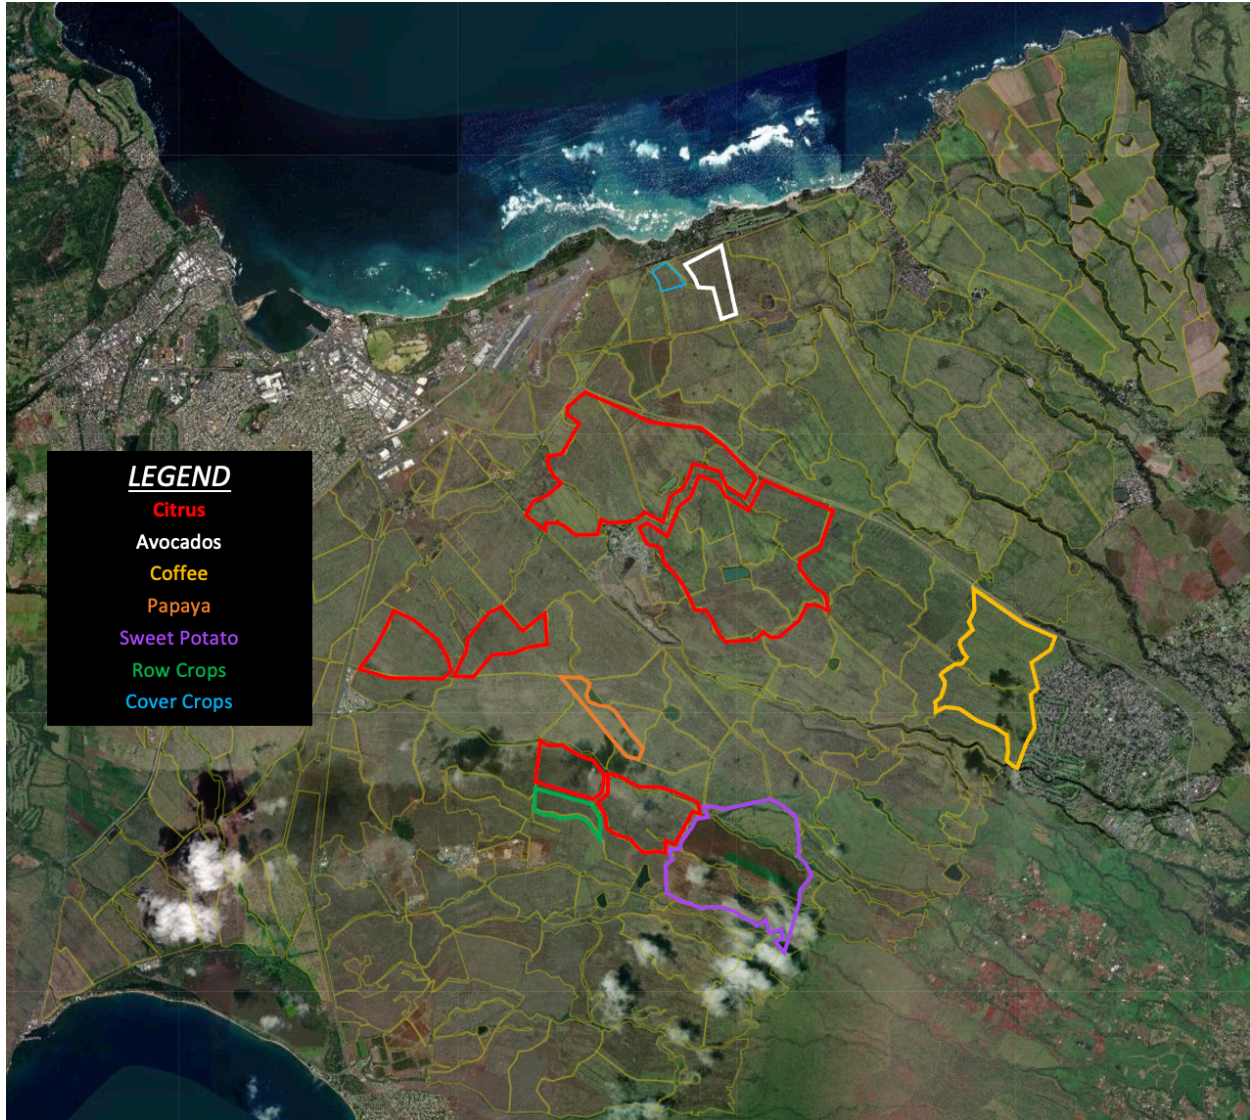 LEGEND
Citrus
Avocados
Coffee
Papaya
Sweet Potato
Row Crops
Cover Crops